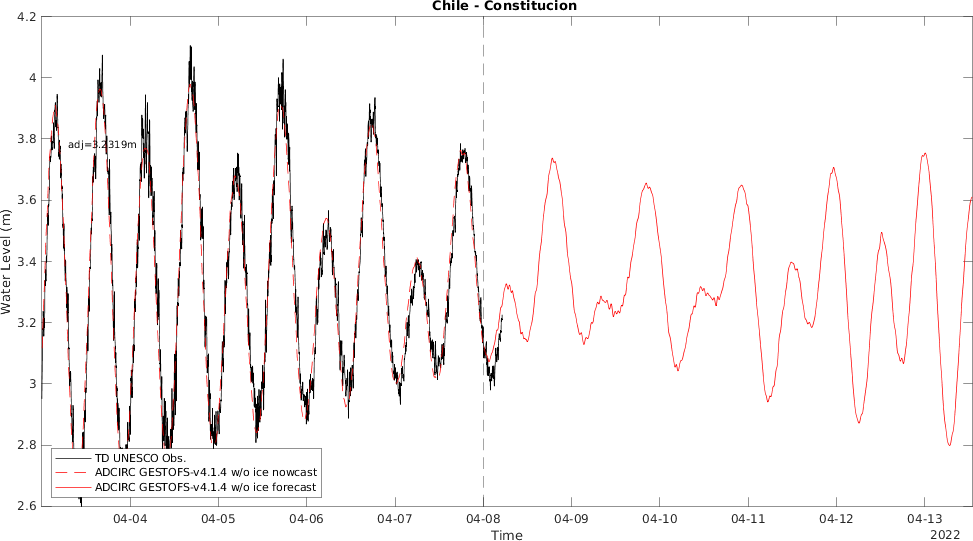 Chile - Constitucion
4.2
4
3.8
3.6
3.4
3.2
3
2.8
2.6
Water Level (m)
adj=3.2319m
TD UNESCO Obs.
ADCIRC GESTOFS-v4.1.4 w/o ice nowcast
ADCIRC GESTOFS-v4.1.4 w/o ice forecast
04-04 04-05 04-06 04-07 04-08 04-09 04-10 04-11 04-12 04-13
Time
2022